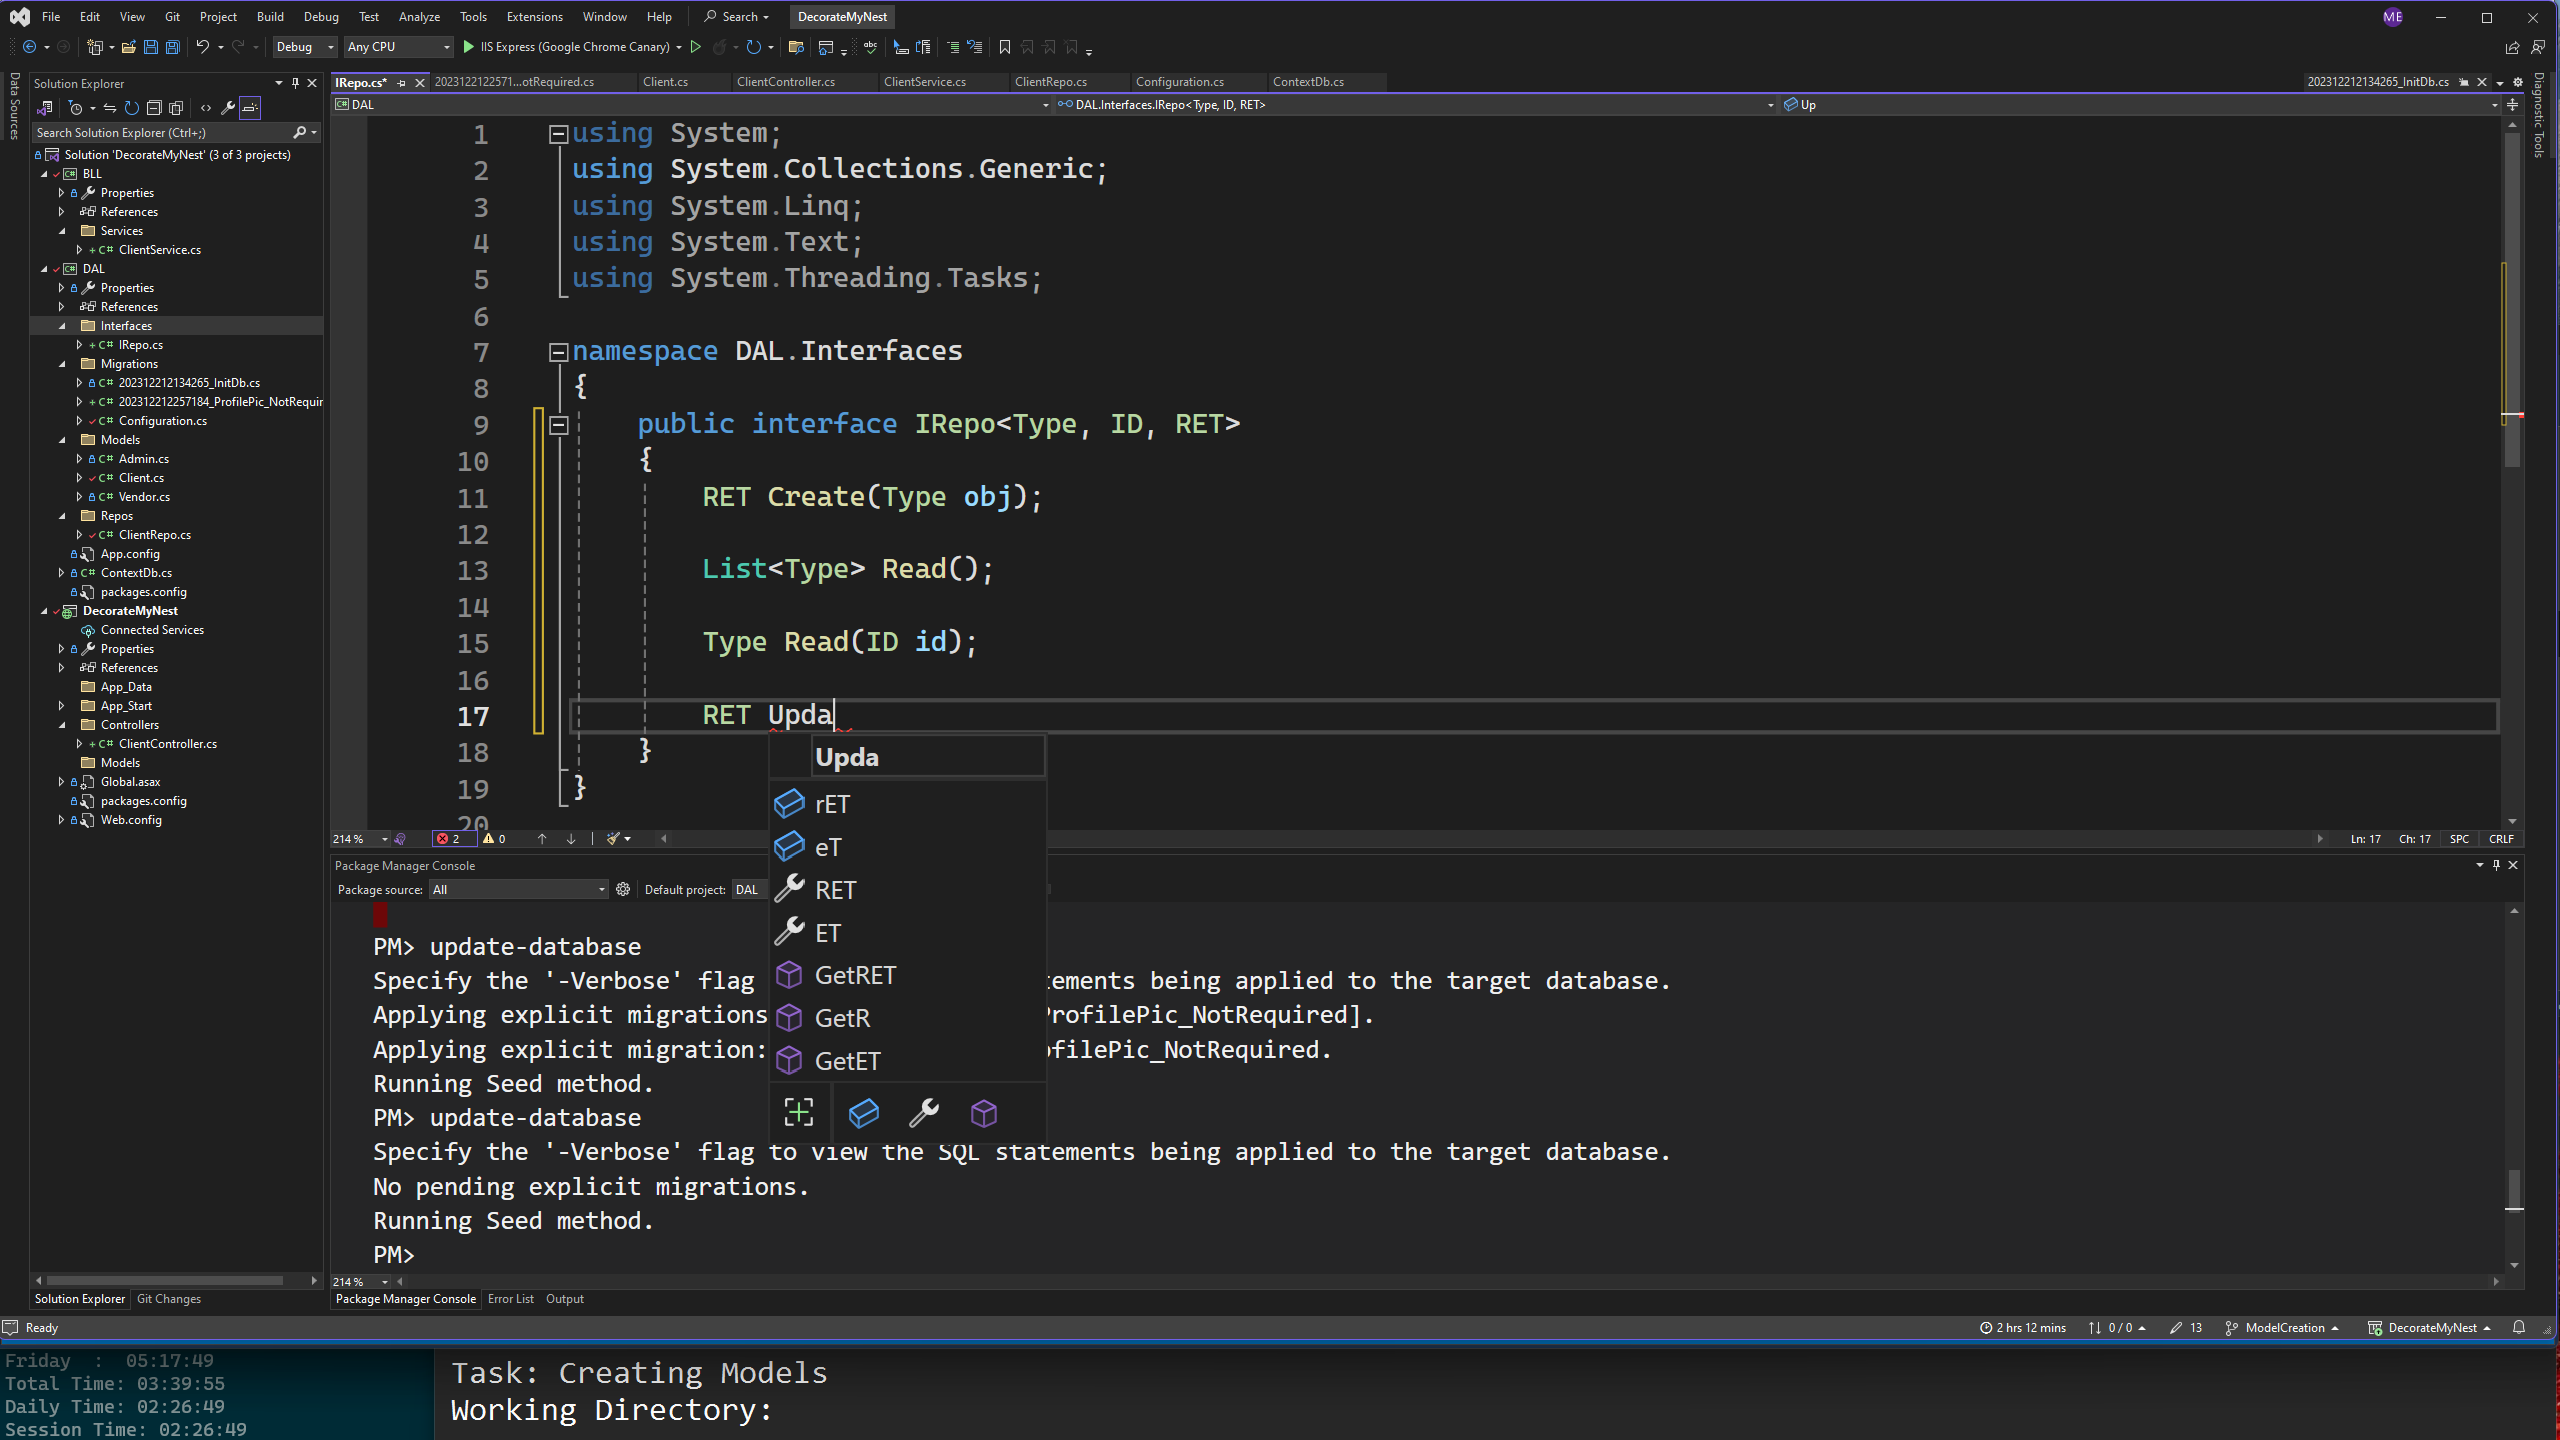 File Edit View Git Project Build Debug Test Analyze Tools Extensions Window Help Search DecorateMyNest ME
Debug Any CPU IIS Express (Google Chrome Canary)
Data Sources
Solution Explorer
Search Solution Explorer (Ctrl+;)
Solution 'DecorateMyNest' (3 of 3 projects)
BLL
Properties
References
Services
C# ClientService.cs
DAL
Properties
References
Interfaces
C# IRepo.cs
Migrations
C# 202312212134265_InitDb.cs
C# 202312212257184_ProfilePic_NotRequir
C# Configuration.cs
Models
C# Admin.cs
C# Client.cs
C# Vendor.cs
Repos
C# ClientRepo.cs
App.config
C# ContextDb.cs
packages.config
DecorateMyNest
Connected Services
Properties
References
App_Data
App_Start
Controllers
C# ClientController.cs
Models
Global.asax
packages.config
Web.config
Solution Explorer Git Changes
IRepo.cs* 2023122122571...otRequired.cs Client.cs ClientController.cs ClientService.cs ClientRepo.cs Configuration.cs ContextDb.cs 202312212134265_InitDb.cs
DAL DAL.Interfaces.IRepo<Type, ID, RET> Up
1 using System;
2 using System.Collections.Generic;
3 using System.Linq;
4 using System.Text;
5 using System.Threading.Tasks;
6
7 namespace DAL.Interfaces
8 {
9 public interface IRepo<Type, ID, RET>
10 {
11 RET Create(Type obj);
12
13 List<Type> Read();
14
15 Type Read(ID id);
16
17 RET Upda
18 }
19 }
20
Upda
rET
eT
RET
ET
GetRET
GetR
GetET
214 % 2 0 Ln: 17 Ch: 17 SPC CRLF
Package Manager Console
Package source: All Default project: DAL
PM> update-database
Specify the '-Verbose' flag tements being applied to the target database.
Applying explicit migrations rofilePic_NotRequired].
Applying explicit migration: ofilePic_NotRequired.
Running Seed method.
PM> update-database
Specify the '-Verbose' flag to view the SQL statements being applied to the target database.
No pending explicit migrations.
Running Seed method.
PM>
214 %
Package Manager Console Error List Output
Diagnostic Tools
Ready 2 hrs 12 mins 0 / 0 13 ModelCreation DecorateMyNest
Friday : 05:17:49
Total Time: 03:39:55
Daily Time: 02:26:49
Session Time: 02:26:49
Task: Creating Models
Working Directory: